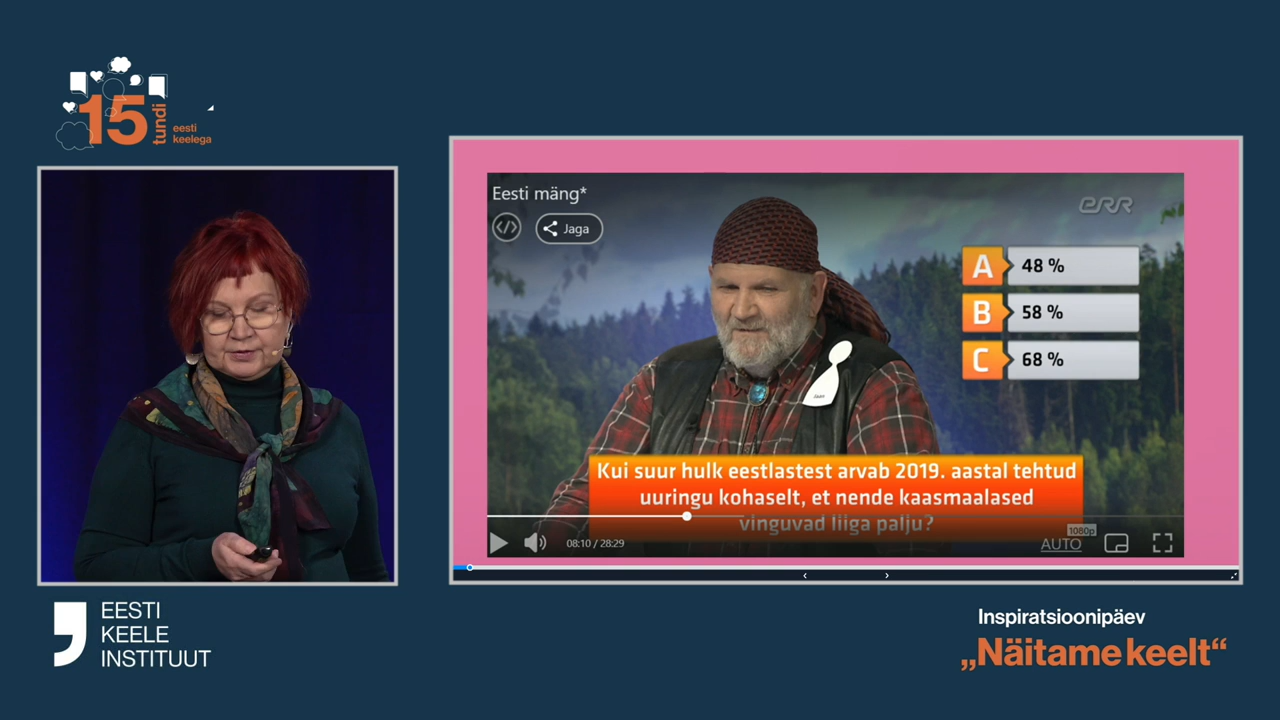 15
tundi
eesti
keelega
Eesti mäng*
Jaga
err
A 48 %
B 58 %
C 68 %
Kui suur hulk eestlastest arvab 2019. aastal tehtud
uuringu kohaselt, et nende kaasmaalased
vinguvad liiga palju?
08:10 / 28:29
1080p
AUTO
EESTI
KEELE
INSTITUUT
Inspiratsioonipäev
„Näitame keelt“